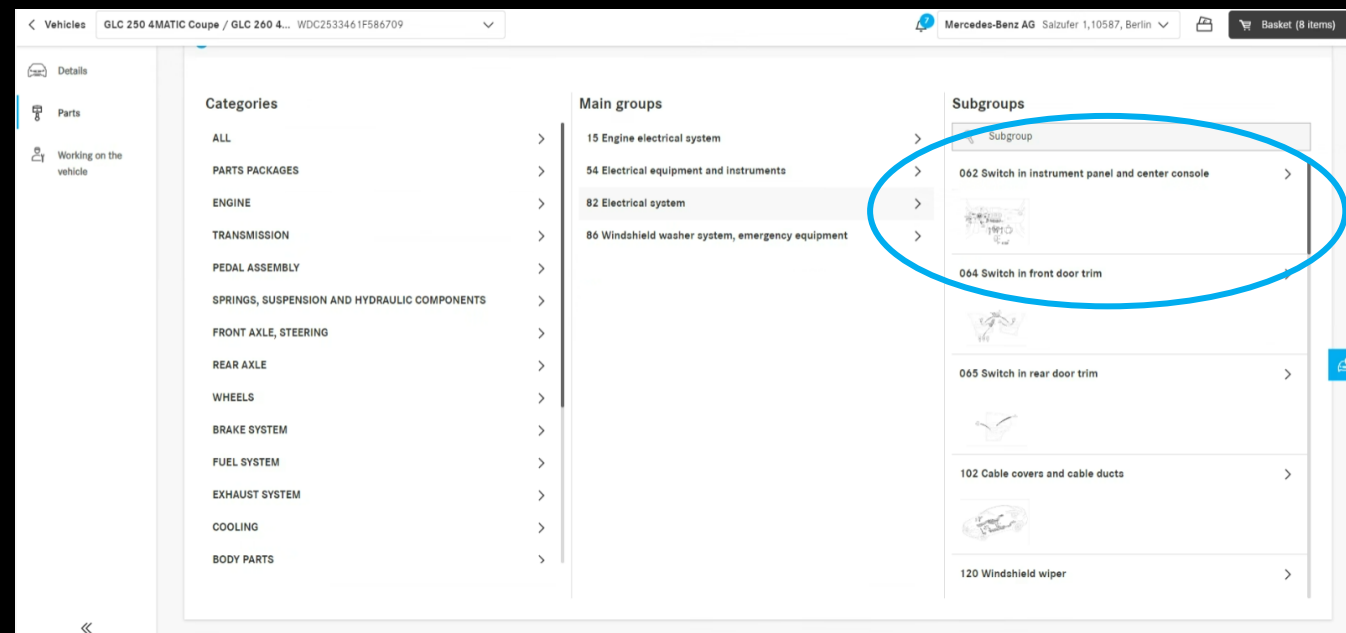 Vehicles
GLC 250 4MATIC Coupe / GLC 260 4... WDC2533461F586709
7
Mercedes-Benz AG Salzufer 1,10587, Berlin
Basket (8 items)
Details
Parts
Working on the
vehicle
Categories
ALL
PARTS PACKAGES
ENGINE
TRANSMISSION
PEDAL ASSEMBLY
SPRINGS, SUSPENSION AND HYDRAULIC COMPONENTS
FRONT AXLE, STEERING
REAR AXLE
WHEELS
BRAKE SYSTEM
FUEL SYSTEM
EXHAUST SYSTEM
COOLING
BODY PARTS
Main groups
15 Engine electrical system
54 Electrical equipment and instruments
82 Electrical system
86 Windshield washer system, emergency equipment
Subgroups
Subgroup
062 Switch in instrument panel and center console
064 Switch in front door trim
065 Switch in rear door trim
102 Cable covers and cable ducts
120 Windshield wiper